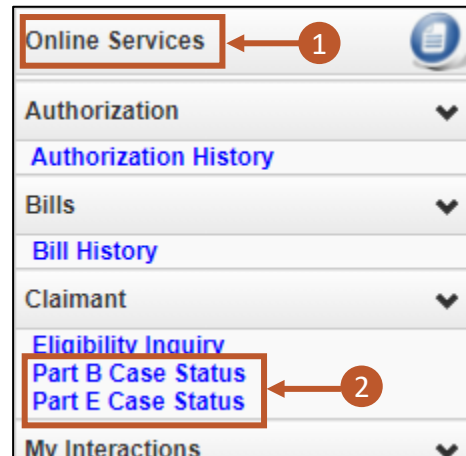 Online Services
1
Authorization
Authorization History
Bills
Bill History
Claimant
Eligibility Inquiry
Part B Case Status
2
Part E Case Status
My Interactions